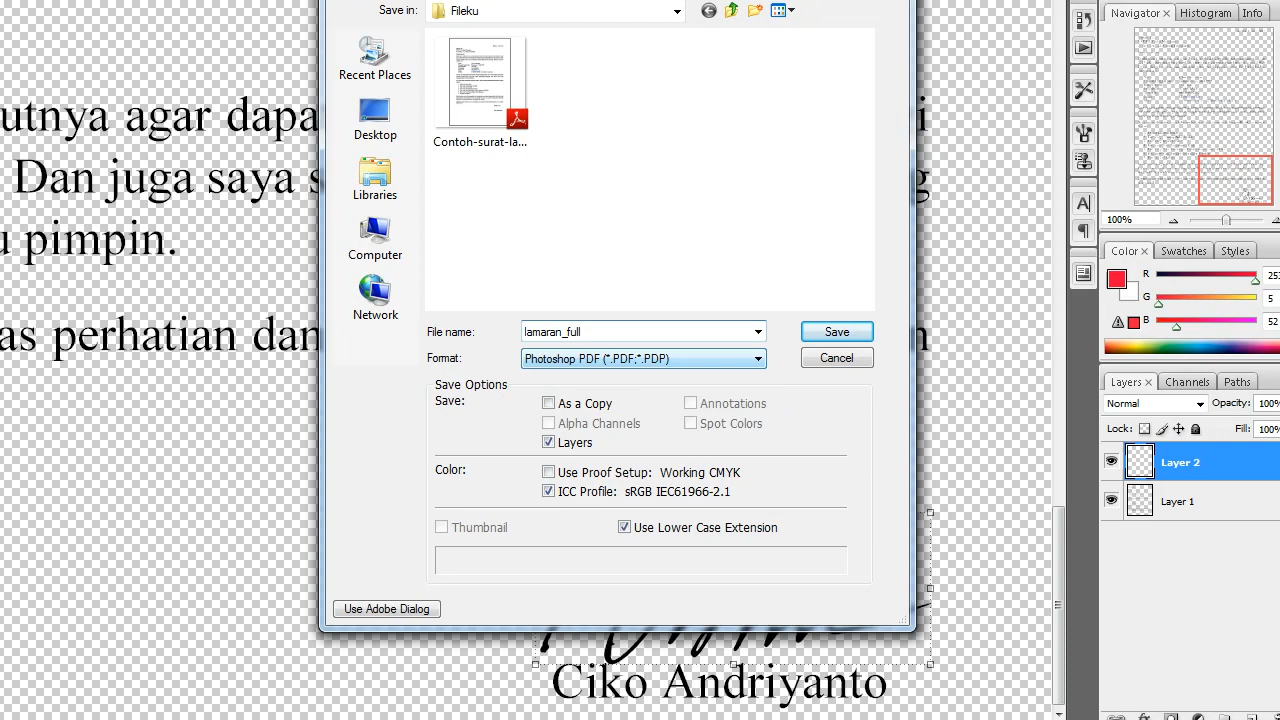 Save in: Fileku
Recent Places
Desktop
Libraries
Computer
Network
Contoh-surat-la...
File name: lamaran_full
Save
Format: Photoshop PDF (*.PDF;*.PDP)
Cancel
Save Options
Save:
As a Copy
Annotations
Alpha Channels
Spot Colors
Layers
Color:
Use Proof Setup: Working CMYK
ICC Profile: sRGB IEC61966-2.1
Thumbnail
Use Lower Case Extension
Use Adobe Dialog
utnya agar dapa
i
Dan juga saya s
g
u pimpin.
as perhatian dan
Ciko Andriyanto
Navigator × Histogram Info
100%
Color × Swatches Styles
R 253
G 5
B 52
Layers × Channels Paths
Normal Opacity: 100%
Lock: Fill: 100%
Layer 2
Layer 1